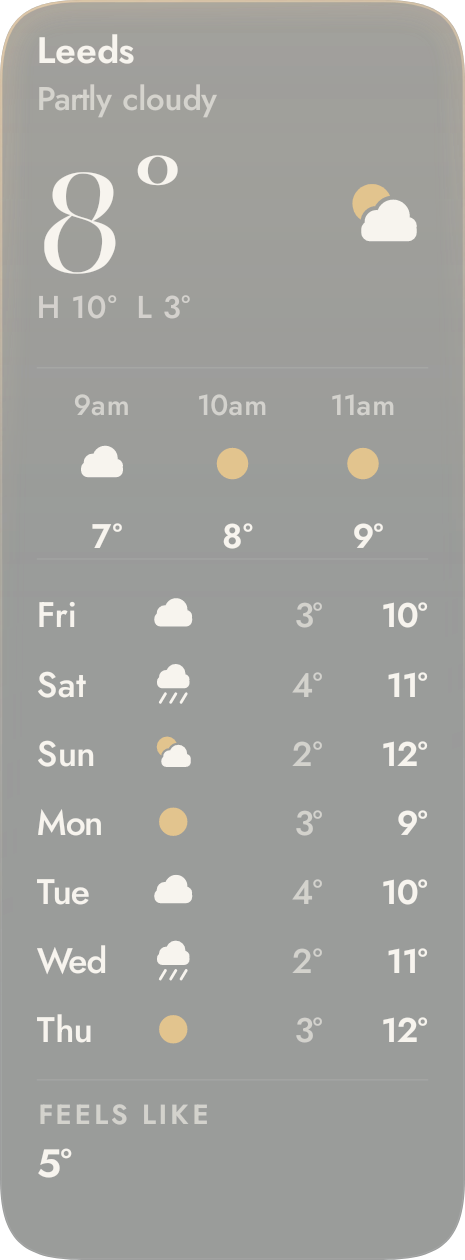 Leeds
Partly cloudy
8°
H 10° L 3°
9am 10am 11am
7° 8° 9°
Fri 3° 10°
Sat 4° 11°
Sun 2° 12°
Mon 3° 9°
Tue 4° 10°
Wed 2° 11°
Thu 3° 12°
FEELS LIKE
5°